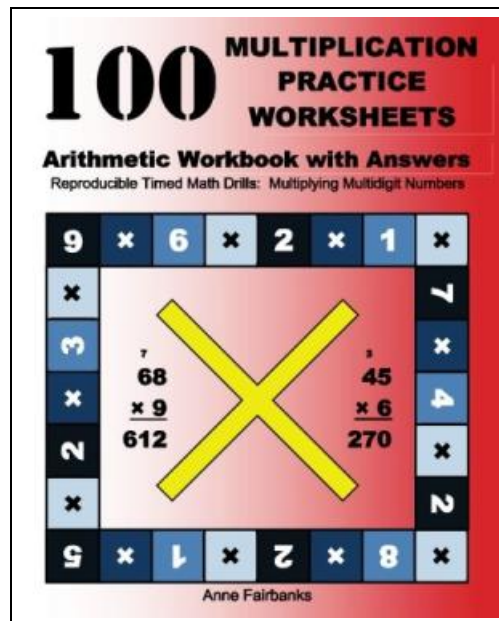 100 MULTIPLICATION
PRACTICE
WORKSHEETS
Arithmetic Workbook with Answers
Reproducible Timed Math Drills: Multiplying Multidigit Numbers
9 × 6 × 2 × 1 ×
× 7
3 ×
× 4
2 ×
× 2
5 × 1 × 2 × 8 ×
7
68
× 9
612
3
45
× 6
270
Anne Fairbanks